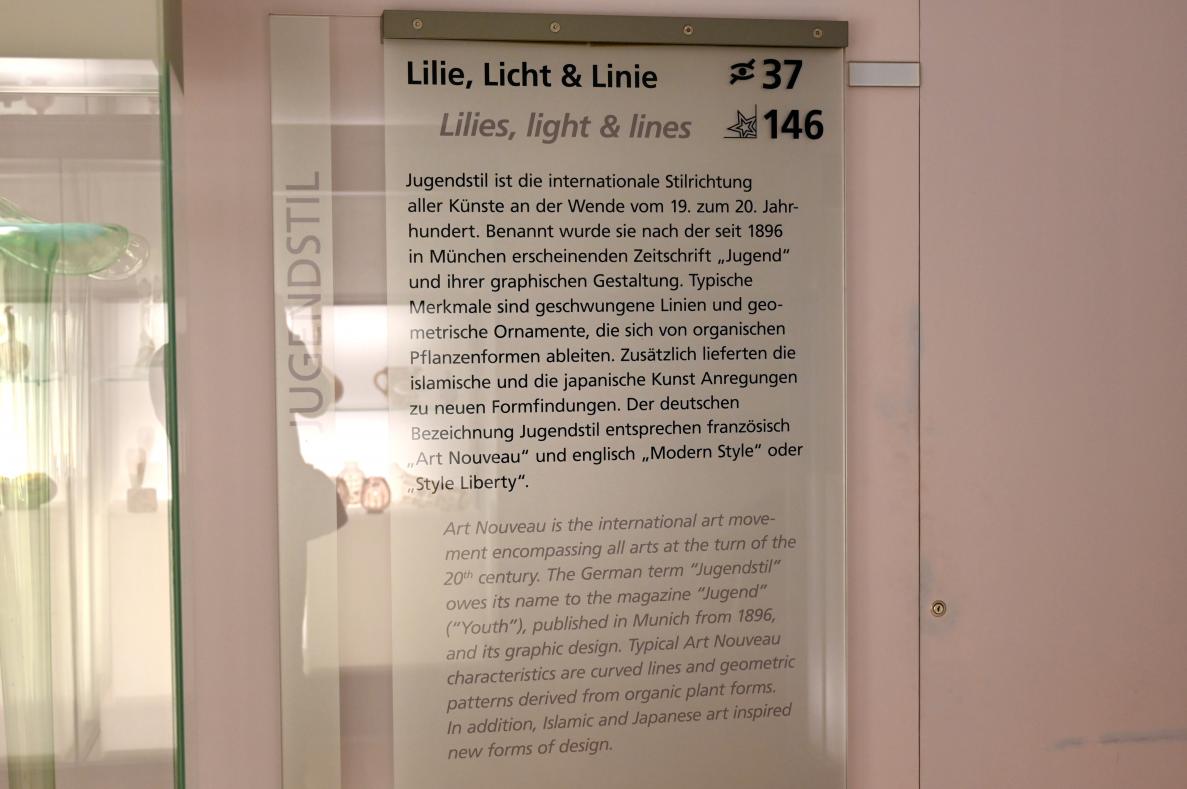 JUGENDSTIL
Lilie, Licht & Linie 37
Lilies, light & lines 146
Jugendstil ist die internationale Stilrichtung
aller Künste an der Wende vom 19. zum 20. Jahr-
hundert. Benannt wurde sie nach der seit 1896
in München erscheinenden Zeitschrift „Jugend“
und ihrer graphischen Gestaltung. Typische
Merkmale sind geschwungene Linien und geo-
metrische Ornamente, die sich von organischen
Pflanzenformen ableiten. Zusätzlich lieferten die
islamische und die japanische Kunst Anregungen
zu neuen Formfindungen. Der deutschen
Bezeichnung Jugendstil entsprechen französisch
„Art Nouveau“ und englisch „Modern Style“ oder
„Style Liberty“.
Art Nouveau is the international art move-
ment encompassing all arts at the turn of the
20th century. The German term “Jugendstil”
owes its name to the magazine “Jugend”
(“Youth”), published in Munich from 1896,
and its graphic design. Typical Art Nouveau
characteristics are curved lines and geometric
patterns derived from organic plant forms.
In addition, Islamic and Japanese art inspired
new forms of design.